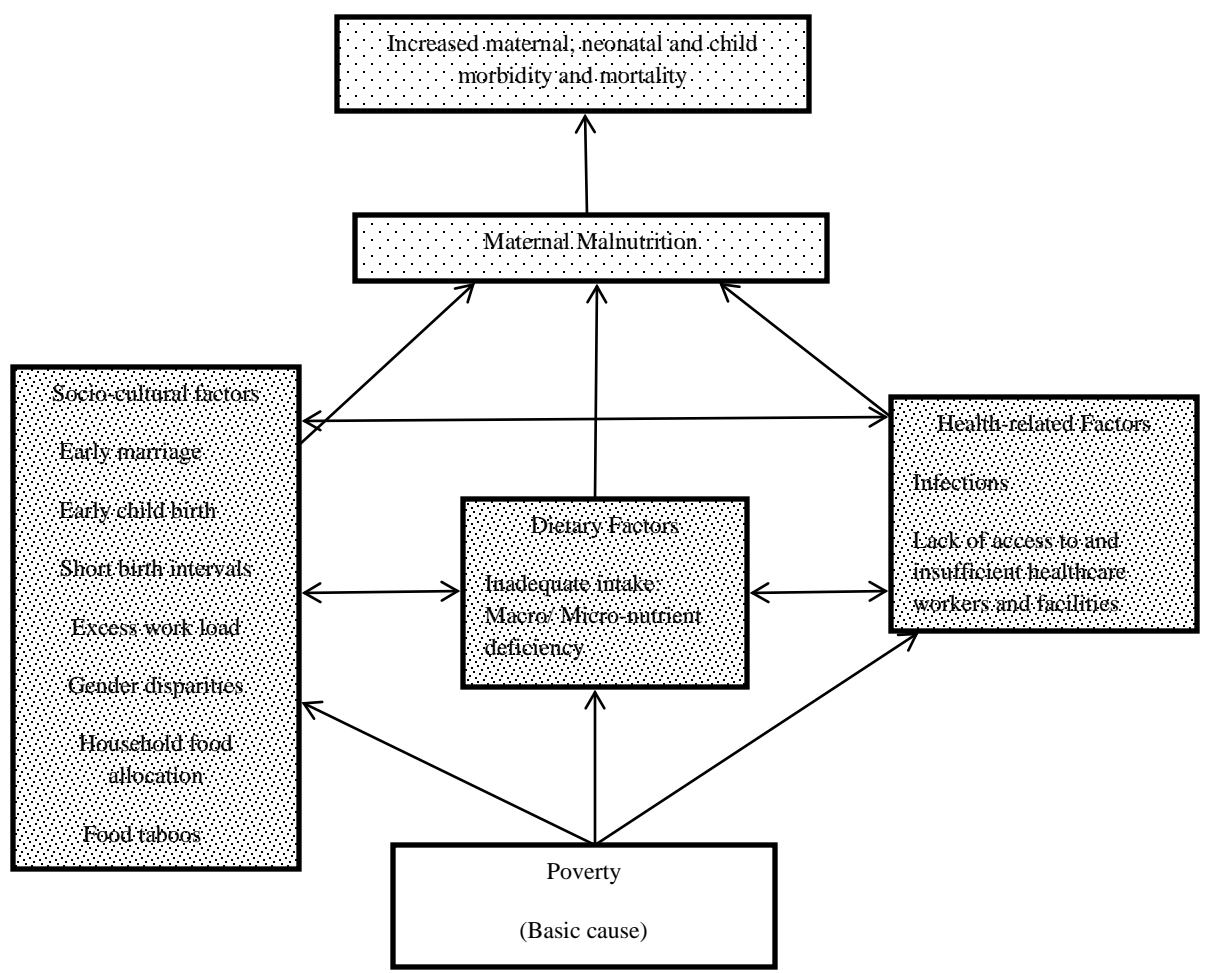 Increased maternal, neonatal and child
morbidity and mortality
Maternal Malnutrition
Socio-cultural factors
Early marriage
Early child birth
Short birth intervals
Excess work load
Gender disparities
Household food
allocation
Food taboos
Dietary Factors
Inadequate intake
Macro/ Micro-nutrient
deficiency
Health-related Factors
Infections
Lack of access to and
insufficient healthcare
workers and facilities
Poverty
(Basic cause)